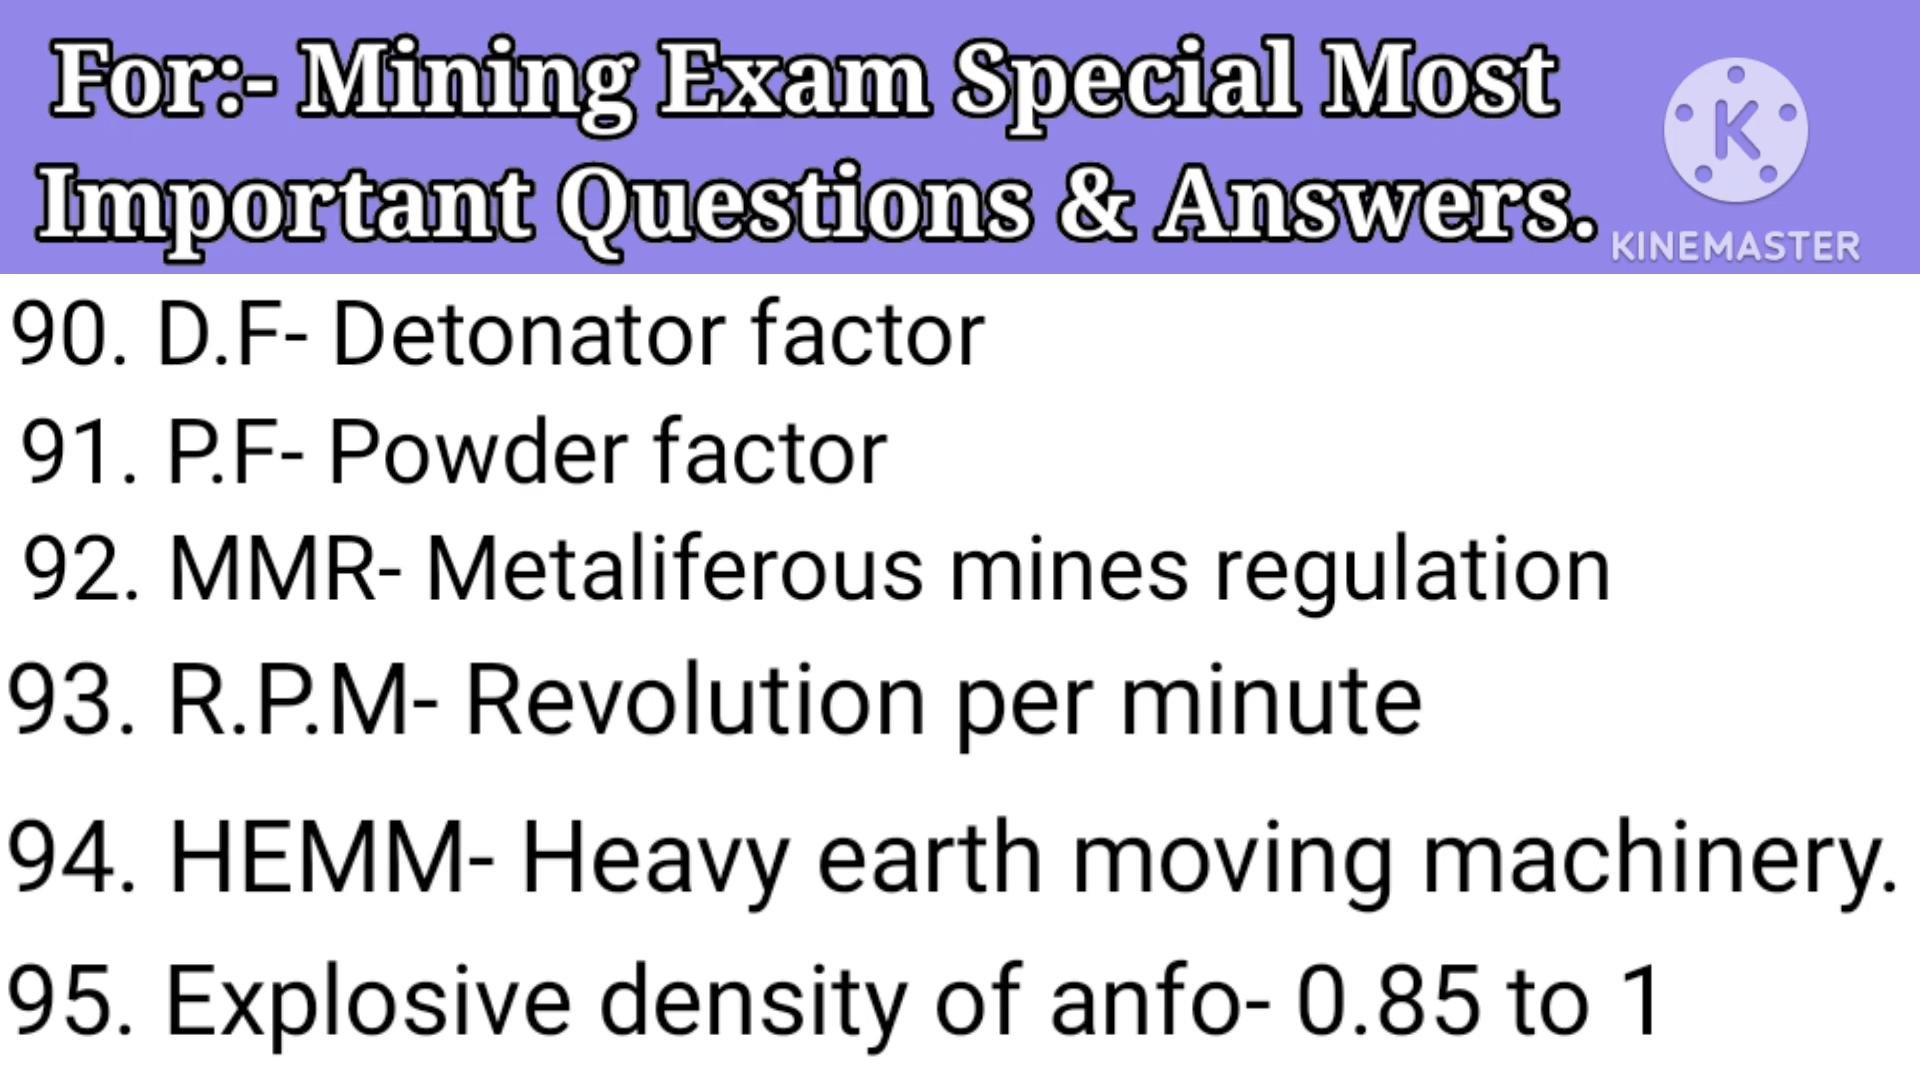 For:- Mining Exam Special Most
Important Questions & Answers.
K
KINEMASTER
90. D.F- Detonator factor
91. P.F- Powder factor
92. MMR- Metaliferous mines regulation
93. R.P.M- Revolution per minute
94. HEMM- Heavy earth moving machinery.
95. Explosive density of anfo- 0.85 to 1